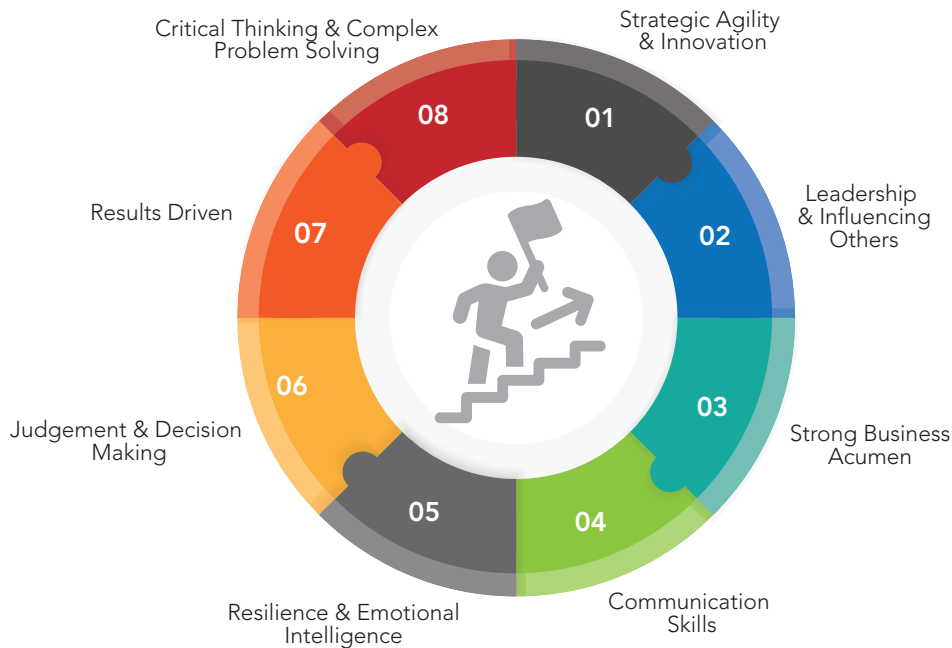 Strategic Agility
& Innovation
01
Leadership
& Influencing
Others
02
Strong Business
Acumen
03
Communication
Skills
04
Resilience & Emotional
Intelligence
05
Judgement & Decision
Making
06
Results Driven
07
Critical Thinking & Complex
Problem Solving
08